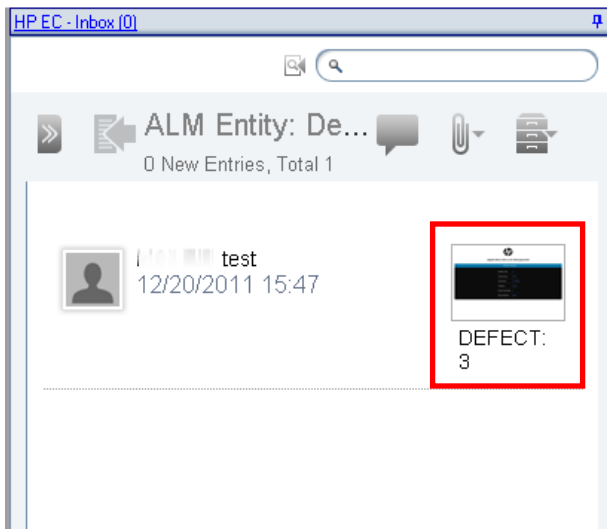 HP EC - Inbox (0)
ALM Entity: De...
0 New Entries, Total 1
test
12/20/2011 15:47
DEFECT:
3